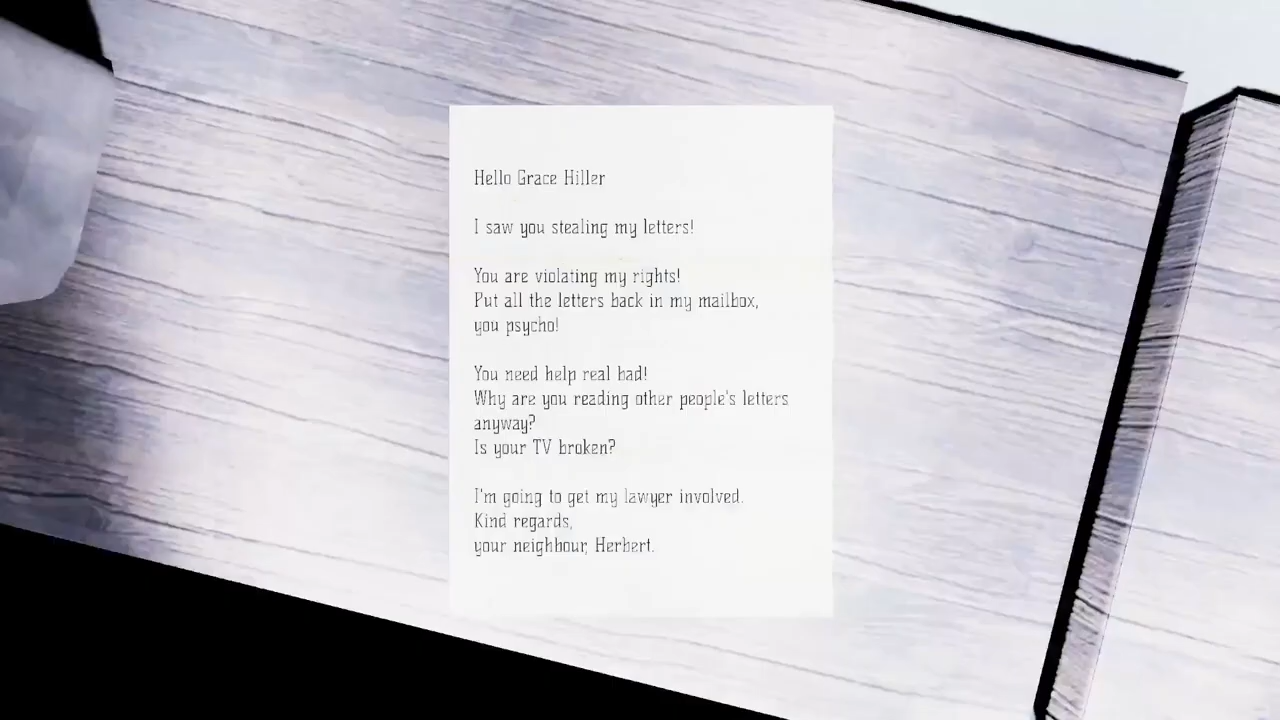 Hello Grace Hiller
I saw you stealing my letters!
You are violating my rights!
Put all the letters back in my mailbox,
you psycho!
You need help real bad!
Why are you reading other people's letters
anyway?
Is your TV broken?
I'm going to get my lawyer involved.
Kind regards,
your neighbour, Herbert.